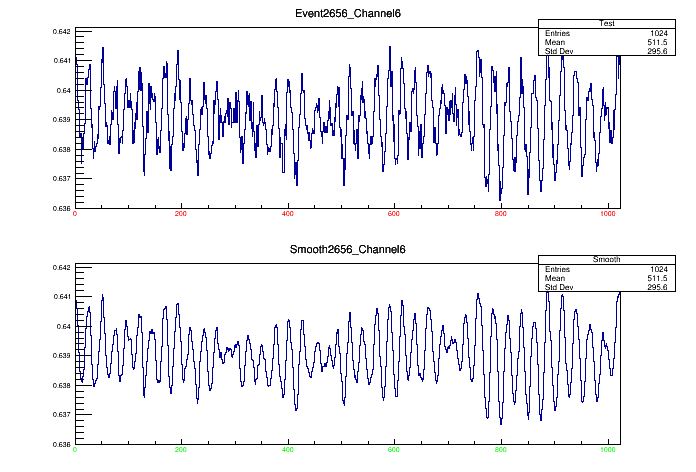 Event2656_Channel6
Test
Entries 1024
Mean 511.5
Std Dev 295.6
0.642
0.641
0.64
0.639
0.638
0.637
0.636
0 200 400 600 800 1000
Smooth2656_Channel6
Smooth
Entries 1024
Mean 511.5
Std Dev 295.6
0.642
0.641
0.64
0.639
0.638
0.637
0.636
0 200 400 600 800 1000